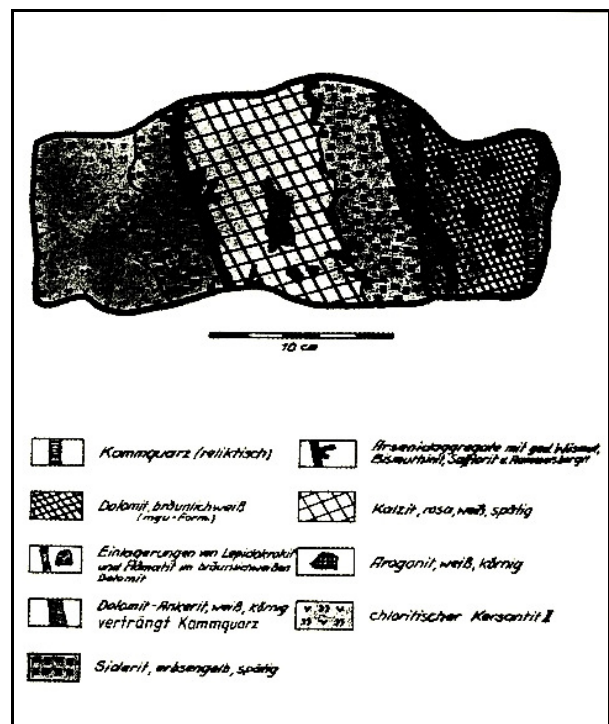 10 cm
Kammquarz (reliktisch)
Dolomit, bräunlichweiß
(mgu-Form.)
Einlagerungen von Lepidokrokit
und Hämatit im bräunlichweißen
Dolomit
Dolomit-Ankerit, weiß, körnig
verträngt Kammquarz
Siderit, erbsengelb, spätig
Arsenidaggregate mit ged. Wismut,
Bismuthinit, Safflorit u. Rammelsbergit
Kalzit, rosa, weiß, spätig
Aragonit, weiß, körnig
chloritischer Kersantit II